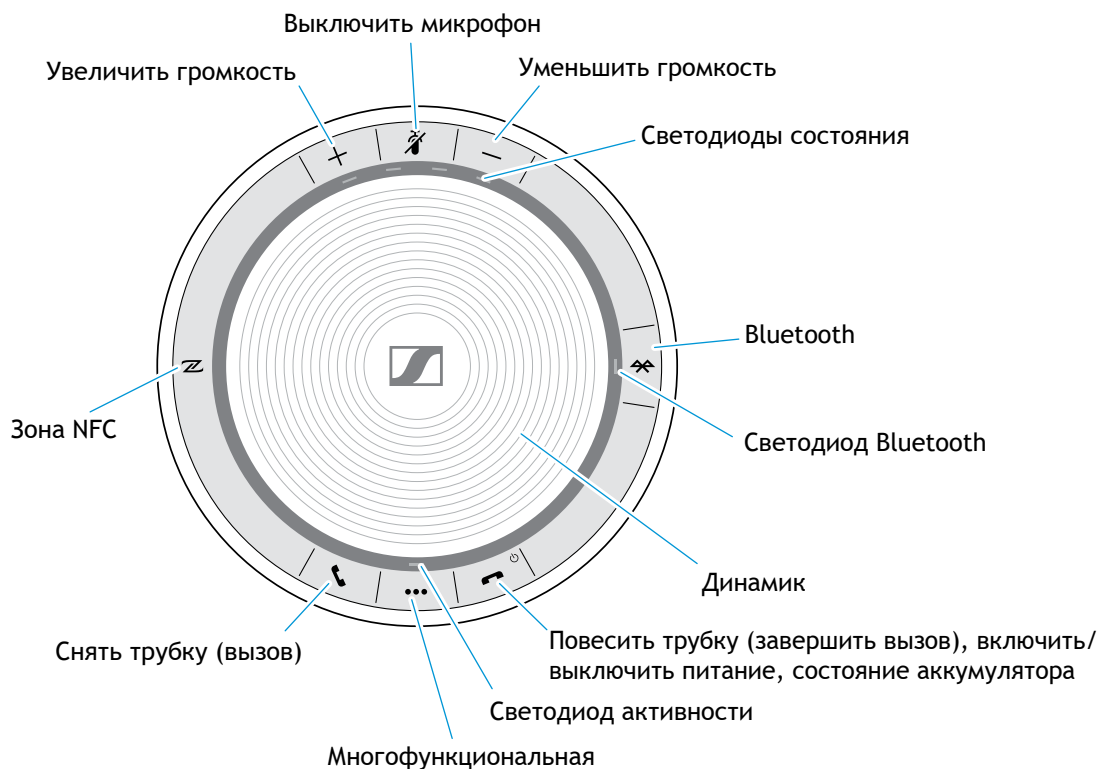 Выключить микрофон
Увеличить громкость
Уменьшить громкость
Светодиоды состояния
Bluetooth
Зона NFC
Светодиод Bluetooth
Динамик
Снять трубку (вызов)
Повесить трубку (завершить вызов), включить/
выключить питание, состояние аккумулятора
Светодиод активности
Многофункциональная